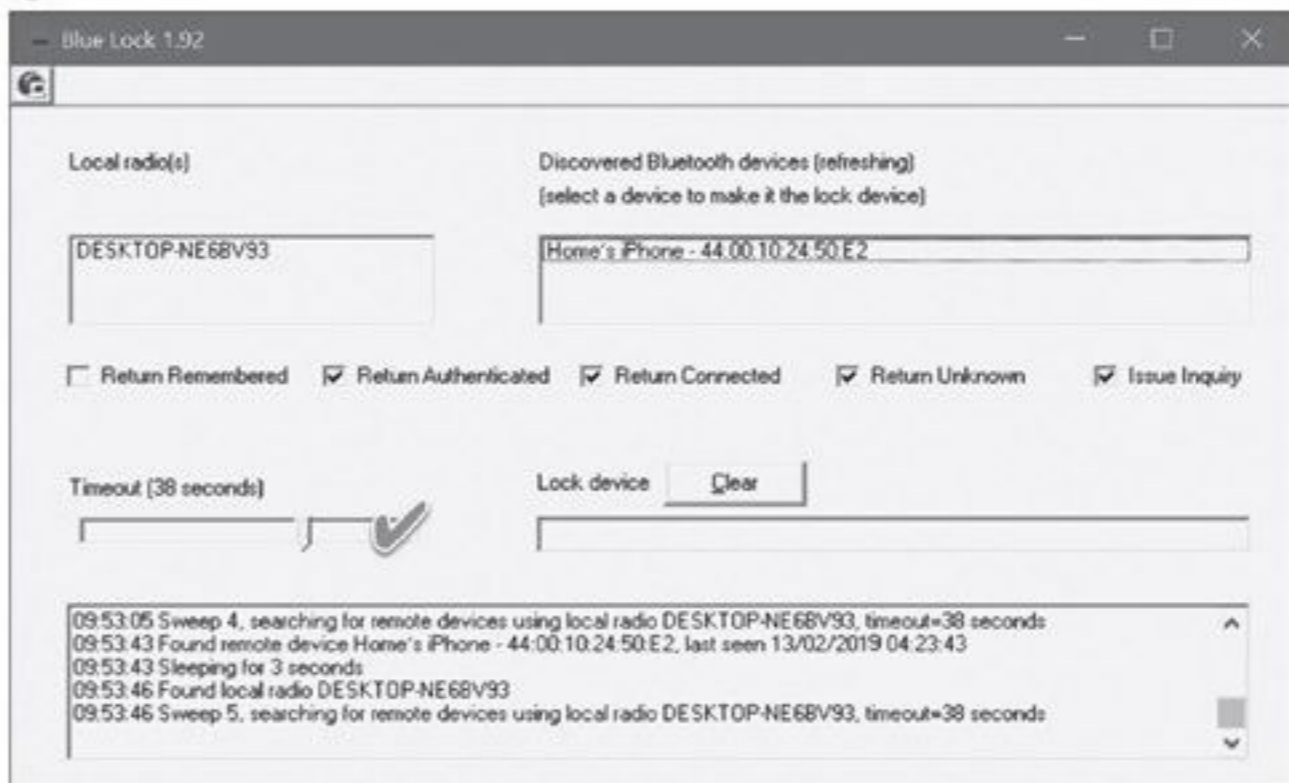 Blue Lock 1.92
Local radio(s)
Discovered Bluetooth devices (refreshing)
(select a device to make it the lock device)
DESKTOP-NE6BV93
Home's iPhone - 44:00:10:24:50:E2
Return Remembered Return Authenticated Return Connected Return Unknown Issue Inquiry
Timeout (38 seconds)
Lock device Clear
09:53:05 Sweep 4, searching for remote devices using local radio DESKTOP-NE6BV93, timeout=38 seconds
09:53:43 Found remote device Home's iPhone - 44:00:10:24:50:E2, last seen 13/02/2019 04:23:43
09:53:43 Sleeping for 3 seconds
09:53:46 Found local radio DESKTOP-NE6BV93
09:53:46 Sweep 5, searching for remote devices using local radio DESKTOP-NE6BV93, timeout=38 seconds